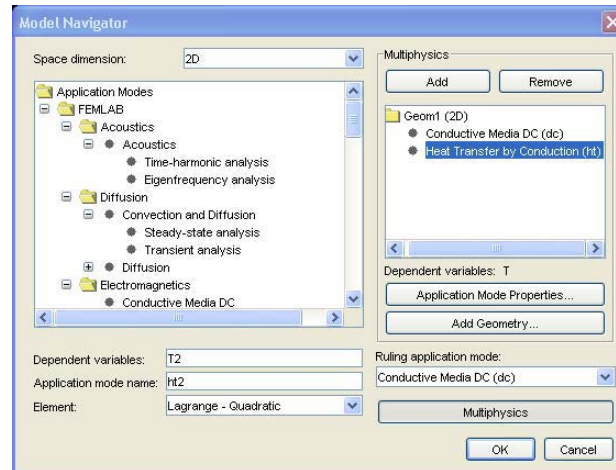 Model Navigator
Space dimension:
2D
Application Modes
FEMLAB
Acoustics
Acoustics
Time-harmonic analysis
Eigenfrequency analysis
Diffusion
Convection and Diffusion
Steady-state analysis
Transient analysis
Diffusion
Electromagnetics
Conductive Media DC
Dependent variables:
T2
Application mode name:
ht2
Element:
Lagrange - Quadratic
Multiphysics
Add
Remove
Geom1 (2D)
Conductive Media DC (dc)
Heat Transfer by Conduction (ht)
Dependent variables: T
Application Mode Properties...
Add Geometry...
Ruling application mode:
Conductive Media DC (dc)
Multiphysics
OK
Cancel